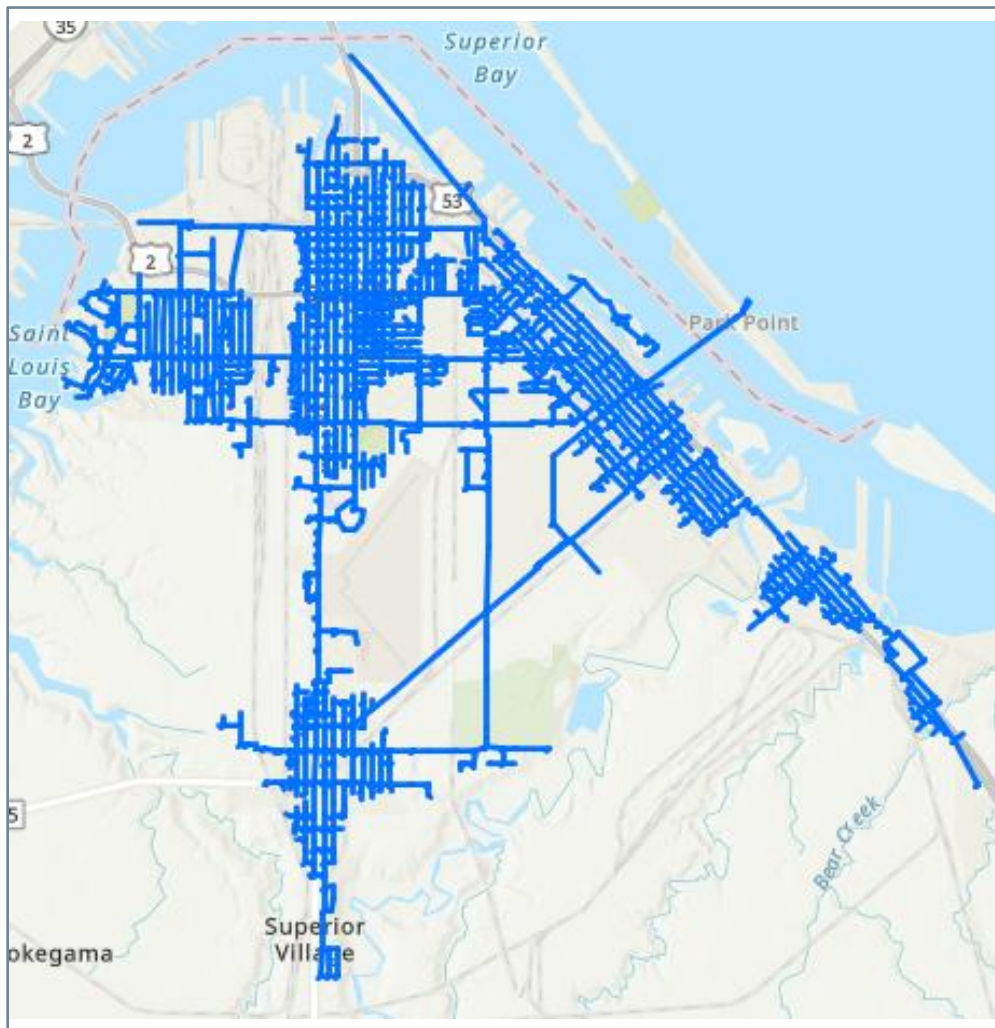 35
Superior
Bay
2
53
2
Park Point
Saint
Louis
Bay
5
Bear Creek
Superior
Village
okegama